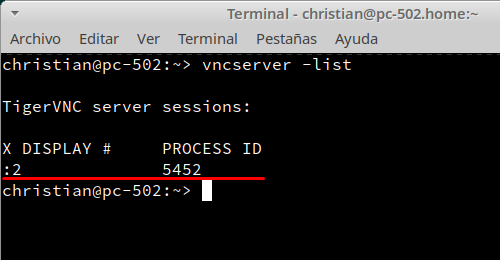 Terminal - christian@pc-502.home:~
Archivo Editar Ver Terminal Pestañas Ayuda
christian@pc-502:~> vncserver -list
TigerVNC server sessions:
X DISPLAY # PROCESS ID
:2 5452
christian@pc-502:~>